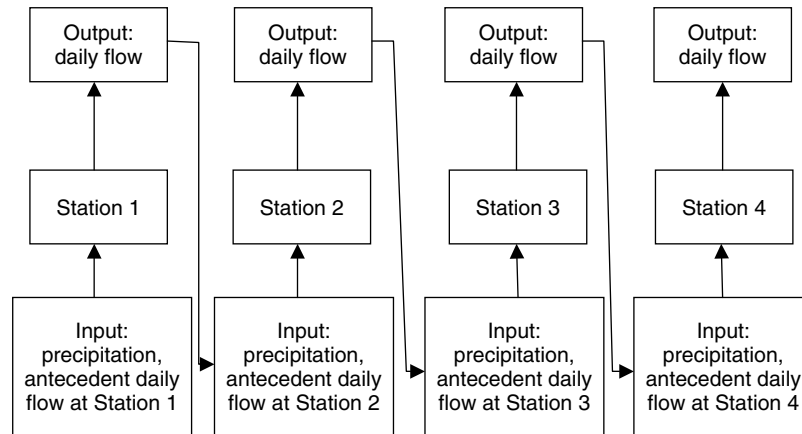 Output:
daily flow
Output:
daily flow
Output:
daily flow
Output:
daily flow
Station 1
Station 2
Station 3
Station 4
Input:
precipitation,
antecedent daily
flow at Station 1
Input:
precipitation,
antecedent daily
flow at Station 2
Input:
precipitation,
antecedent daily
flow at Station 3
Input:
precipitation,
antecedent daily
flow at Station 4